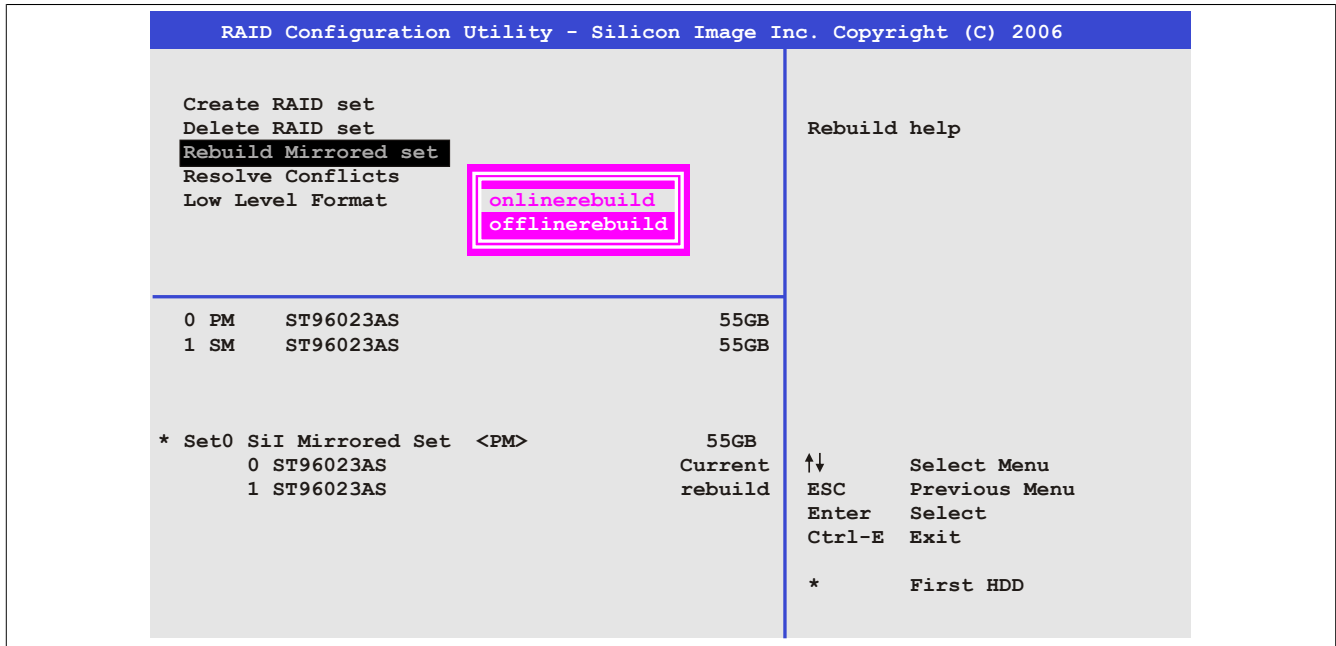 RAID Configuration Utility - Silicon Image Inc. Copyright (C) 2006
Create RAID set
Delete RAID set
Rebuild Mirrored set
Resolve Conflicts
Low Level Format
onlinerebuild
offlinerebuild
Rebuild help
0 PM ST96023AS 55GB
1 SM ST96023AS 55GB
* Set0 SiI Mirrored Set <PM> 55GB
0 ST96023AS Current
1 ST96023AS rebuild
↑↓ Select Menu
ESC Previous Menu
Enter Select
Ctrl-E Exit
* First HDD